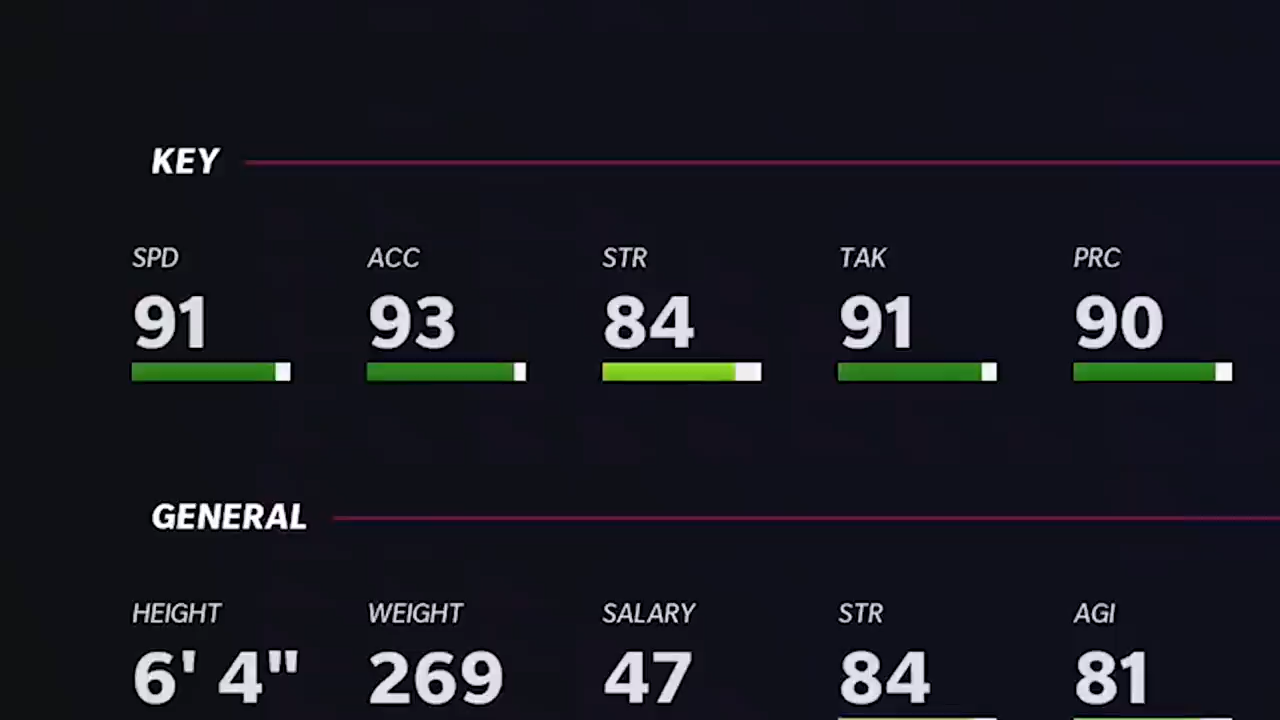 KEY
SPD ACC STR TAK PRC
91 93 84 91 90
GENERAL
HEIGHT WEIGHT SALARY STR AGI
6' 4" 269 47 84 81